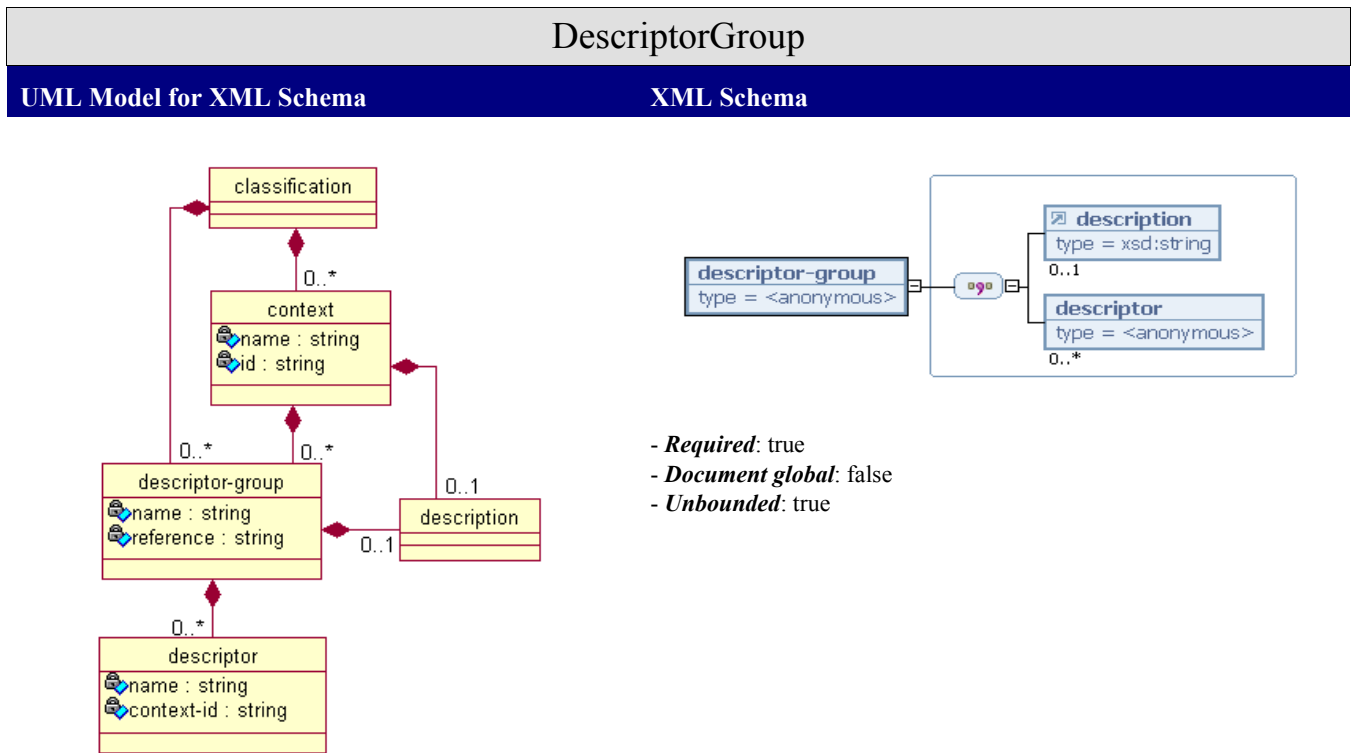 DescriptorGroup
UML Model for XML Schema
XML Schema
classification
0..*
context
name : string
id : string
0..*
0..*
descriptor-group
name : string
reference : string
0..1
description
0..1
0..*
descriptor
name : string
context-id : string
descriptor-group
type = <anonymous>
description
type = xsd:string
0..1
descriptor
type = <anonymous>
0..*
- Required: true
- Document global: false
- Unbounded: true